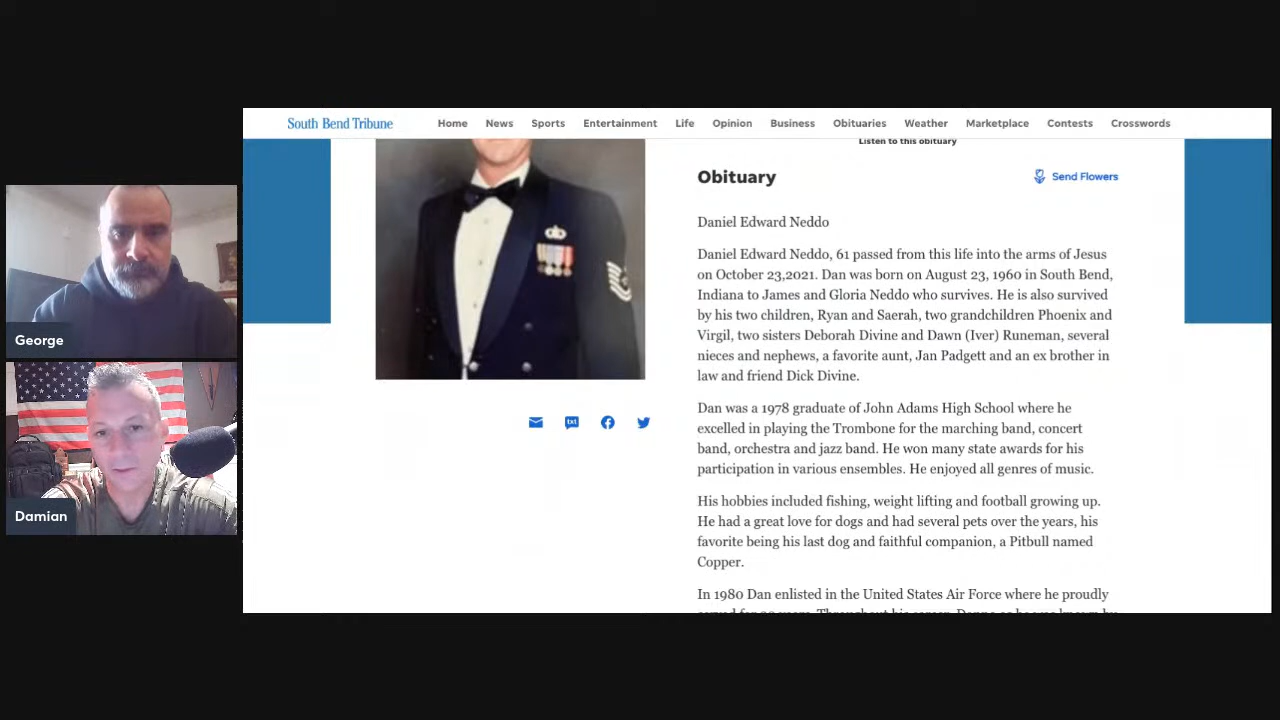 South Bend Tribune Home News Sports Entertainment Life Opinion Business Obituaries Weather Marketplace Contests Crosswords
Listen to this obituary
Obituary
Send Flowers
Daniel Edward Neddo
Daniel Edward Neddo, 61 passed from this life into the arms of Jesus
on October 23,2021. Dan was born on August 23, 1960 in South Bend,
Indiana to James and Gloria Neddo who survives. He is also survived
by his two children, Ryan and Saerah, two grandchildren Phoenix and
Virgil, two sisters Deborah Divine and Dawn (Iver) Runeman, several
nieces and nephews, a favorite aunt, Jan Padgett and an ex brother in
law and friend Dick Divine.
Dan was a 1978 graduate of John Adams High School where he
excelled in playing the Trombone for the marching band, concert
band, orchestra and jazz band. He won many state awards for his
participation in various ensembles. He enjoyed all genres of music.
His hobbies included fishing, weight lifting and football growing up.
He had a great love for dogs and had several pets over the years, his
favorite being his last dog and faithful companion, a Pitbull named
Copper.
In 1980 Dan enlisted in the United States Air Force where he proudly
txt
George
Damian